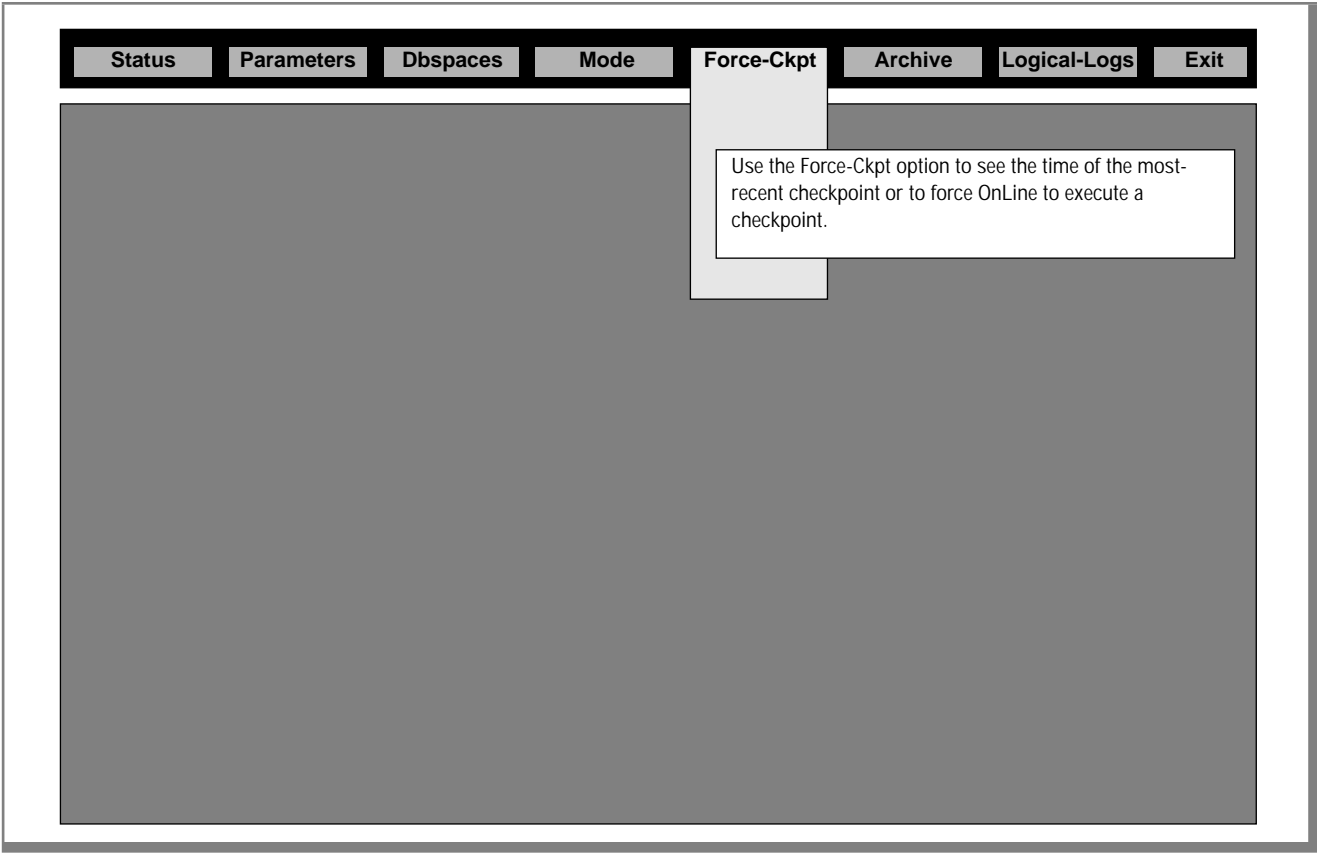 Status Parameters Dbspaces Mode Force-Ckpt Archive Logical-Logs Exit
Use the Force-Ckpt option to see the time of the most-
recent checkpoint or to force OnLine to execute a
checkpoint.